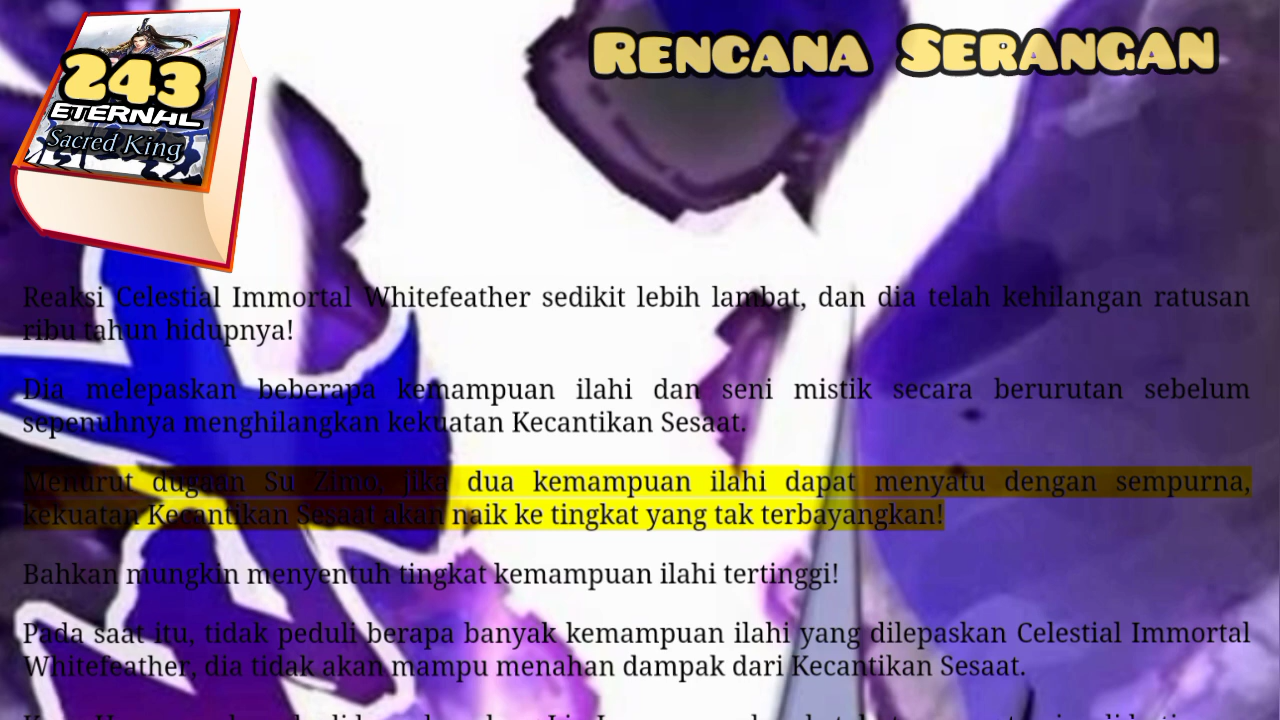 243
ETERNAL
Sacred King
RENCANA SERANGAN
Reaksi Celestial Immortal Whitefeather sedikit lebih lambat, dan dia telah kehilangan ratusan
ribu tahun hidupnya!
Dia melepaskan beberapa kemampuan ilahi dan seni mistik secara berurutan sebelum
sepenuhnya menghilangkan kekuatan Kecantikan Sesaat.
Menurut dugaan Su Zimo, jika dua kemampuan ilahi dapat menyatu dengan sempurna,
kekuatan Kecantikan Sesaat akan naik ke tingkat yang tak terbayangkan!
Bahkan mungkin menyentuh tingkat kemampuan ilahi tertinggi!
Pada saat itu, tidak peduli berapa banyak kemampuan ilahi yang dilepaskan Celestial Immortal
Whitefeather, dia tidak akan mampu menahan dampak dari Kecantikan Sesaat.